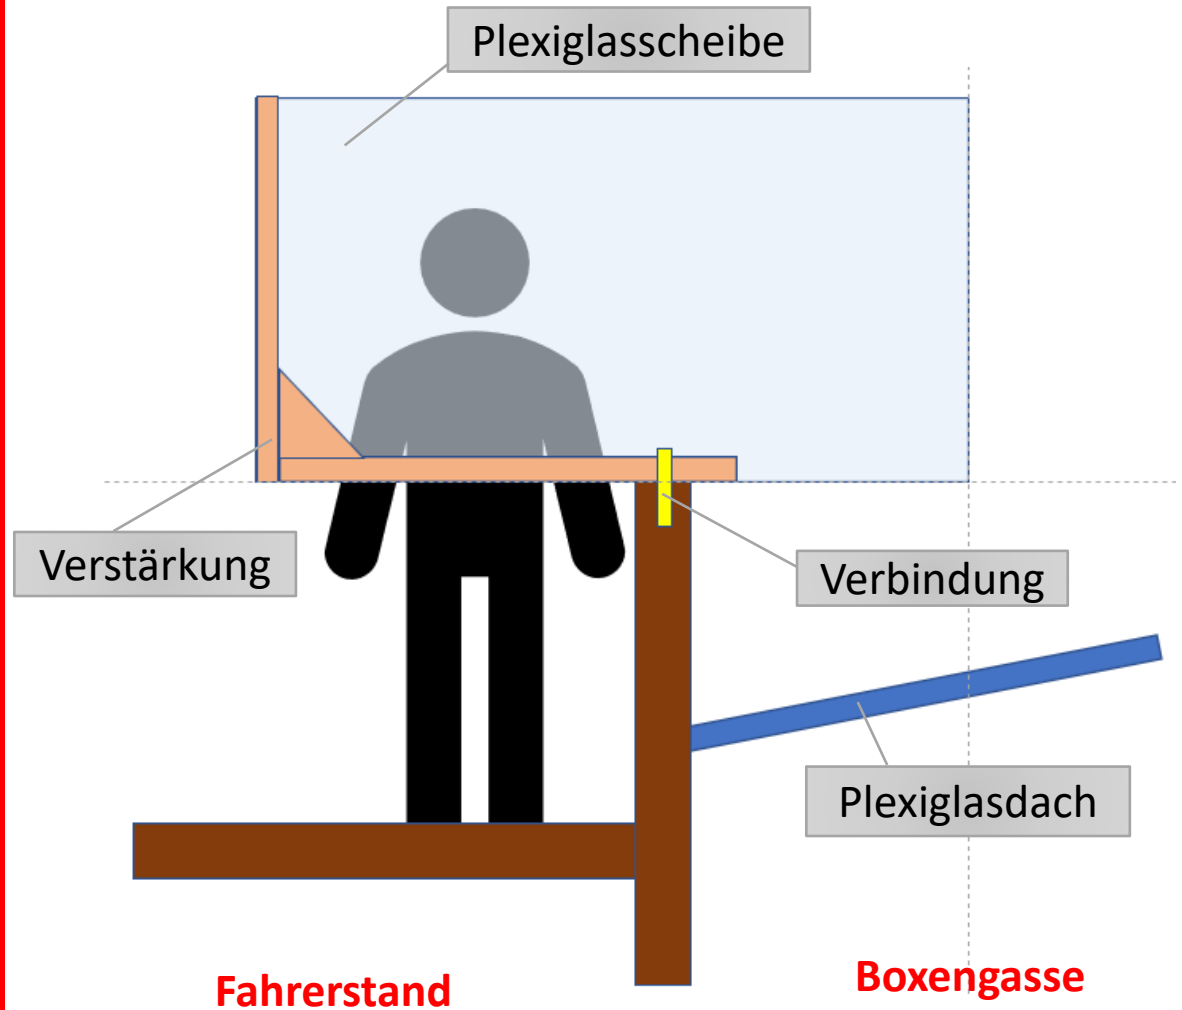 Plexiglasscheibe
Verstärkung
Verbindung
Plexiglasdach
Fahrerstand
Boxengasse